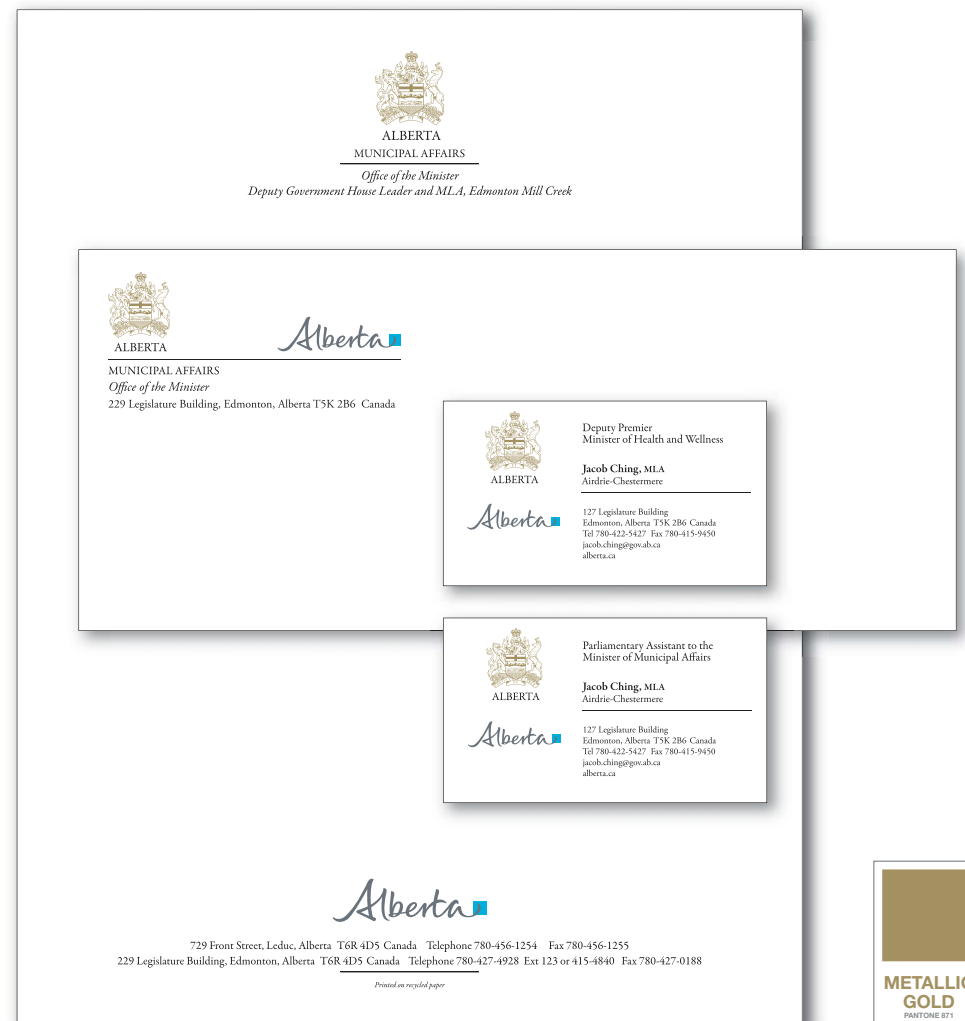 ALBERTA
MUNICIPAL AFFAIRS
Office of the Minister
Deputy Government House Leader and MLA, Edmonton Mill Creek
ALBERTA
Alberta
MUNICIPAL AFFAIRS
Office of the Minister
229 Legislature Building, Edmonton, Alberta T5K 2B6 Canada
ALBERTA
Alberta
Deputy Premier
Minister of Health and Wellness
Jacob Ching, MLA
Airdrie-Chestermere
127 Legislature Building
Edmonton, Alberta T5K 2B6 Canada
Tel 780-422-5427 Fax 780-415-9450
jacob.ching@gov.ab.ca
alberta.ca
ALBERTA
Alberta
Parliamentary Assistant to the
Minister of Municipal Affairs
Jacob Ching, MLA
Airdrie-Chestermere
127 Legislature Building
Edmonton, Alberta T5K 2B6 Canada
Tel 780-422-5427 Fax 780-415-9450
jacob.ching@gov.ab.ca
alberta.ca
Alberta
729 Front Street, Leduc, Alberta T6R 4D5 Canada Telephone 780-456-1254 Fax 780-456-1255
229 Legislature Building, Edmonton, Alberta T6R 4D5 Canada Telephone 780-427-4928 Ext 123 or 415-4840 Fax 780-427-0188
Printed on recycled paper
METALLIC
GOLD
PANTONE 871